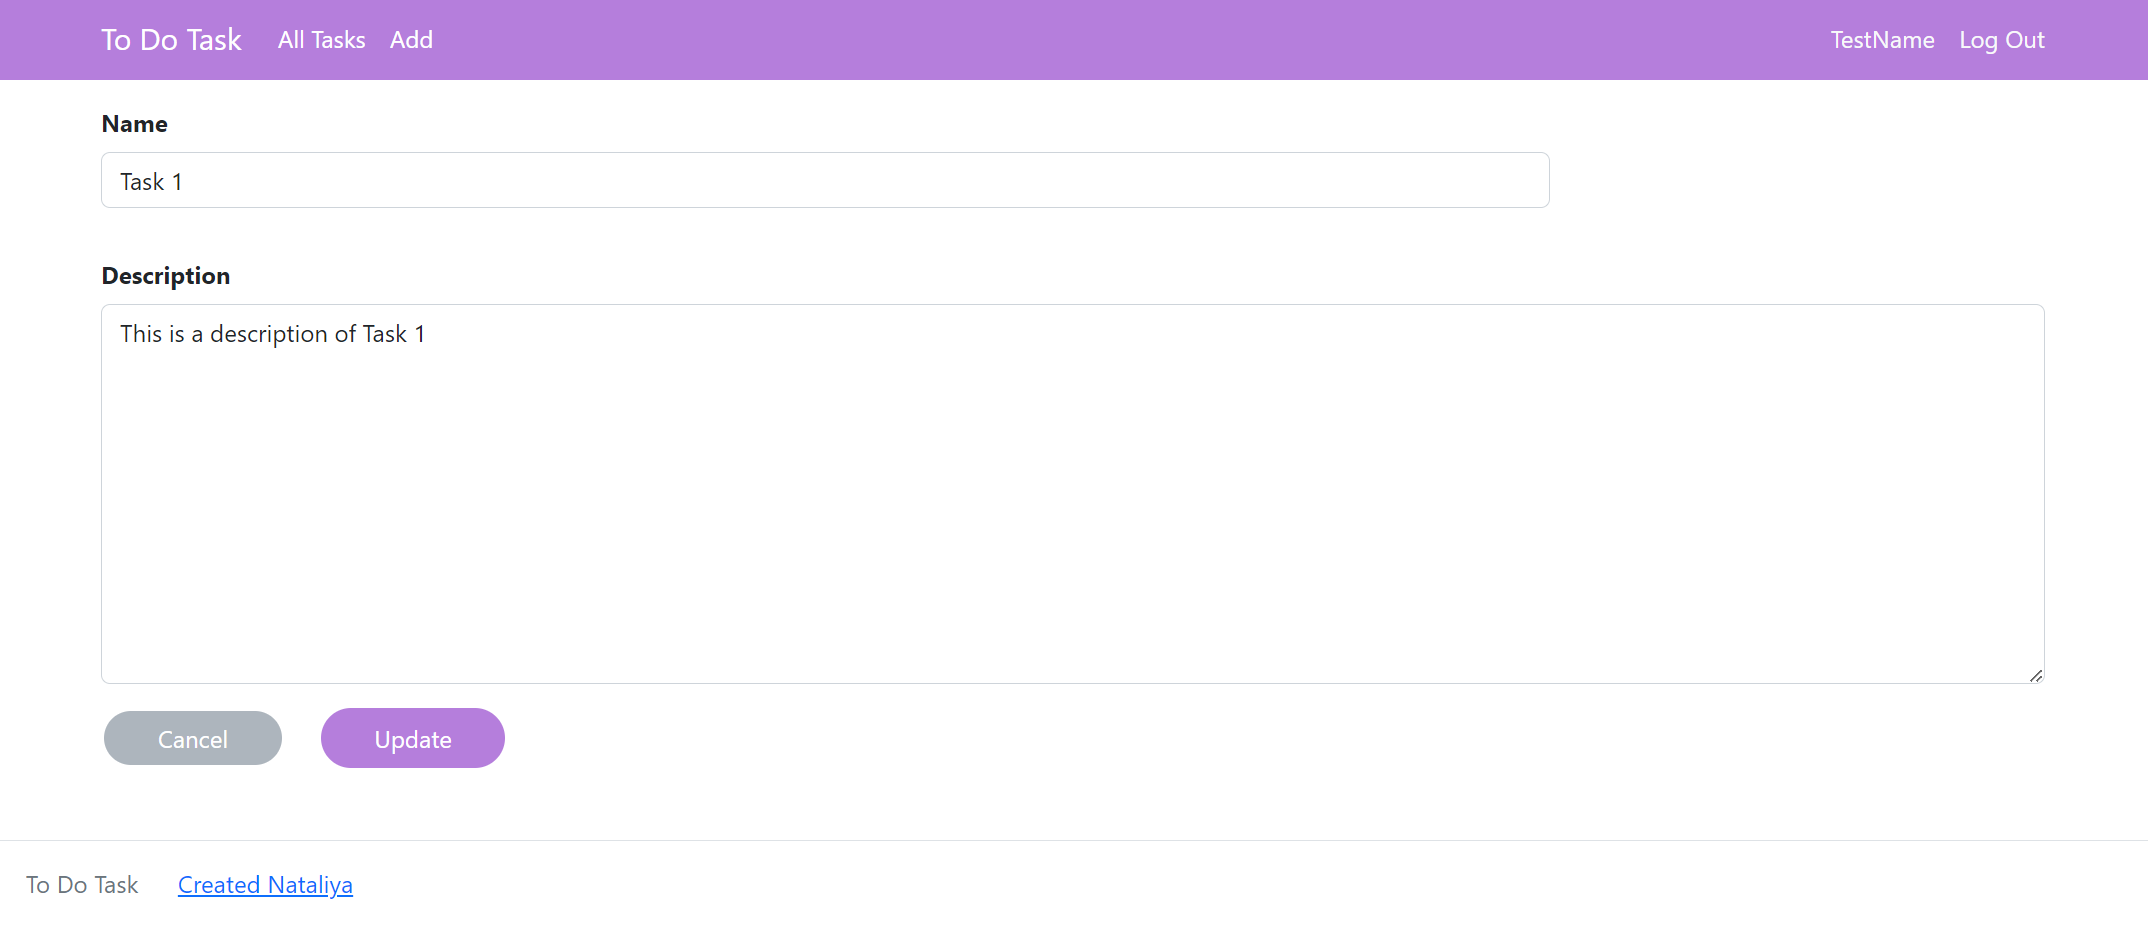 To Do Task All Tasks Add TestName Log Out
Name
Task 1
Description
This is a description of Task 1
Cancel Update
To Do Task Created Nataliya